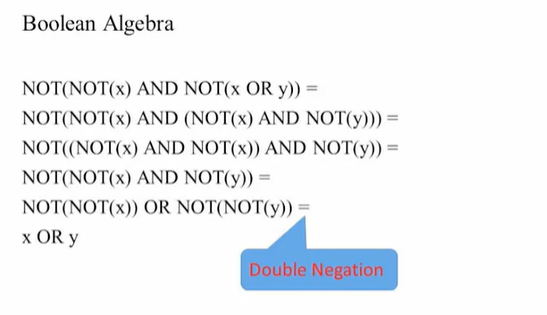 Boolean Algebra
NOT(NOT(x) AND NOT(x OR y)) =
NOT(NOT(x) AND (NOT(x) AND NOT(y))) =
NOT((NOT(x) AND NOT(x)) AND NOT(y)) =
NOT(NOT(x) AND NOT(y)) =
NOT(NOT(x)) OR NOT(NOT(y)) =
x OR y
Double Negation